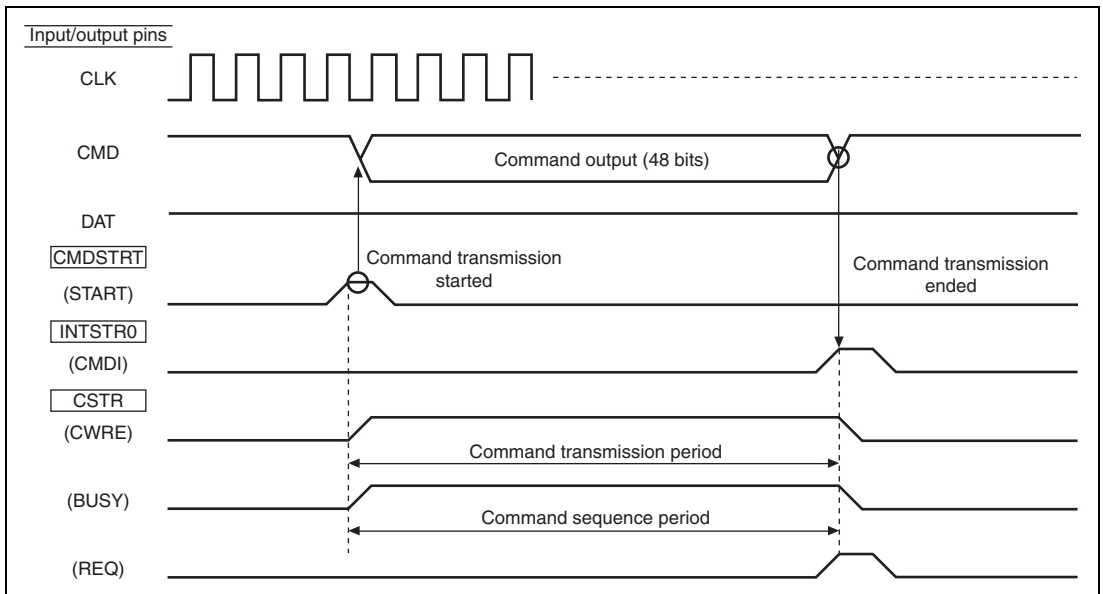 Input/output pins
CLK
CMD
Command output (48 bits)
DAT
CMDSTRT
(START)
Command transmission
started
Command transmission
ended
INTSTR0
(CMDI)
CSTR
(CWRE)
Command transmission period
(BUSY)
Command sequence period
(REQ)